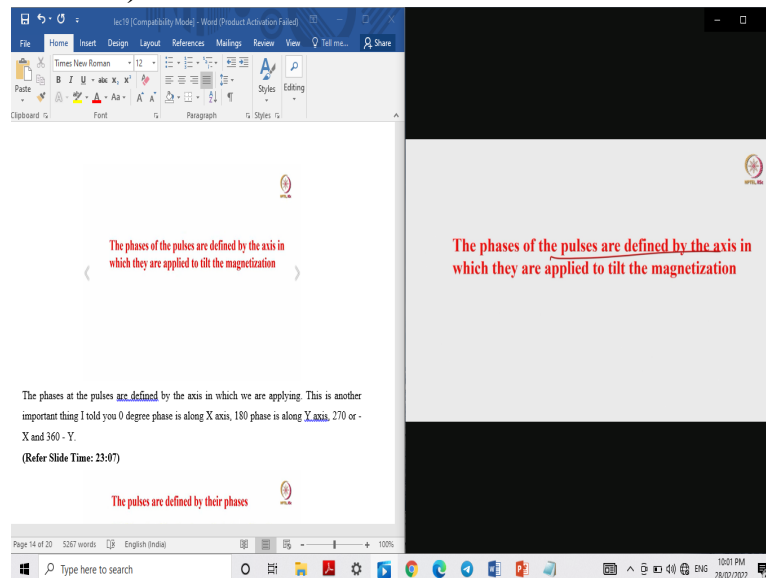 lec19 [Compatibility Mode] - Word (Product Activation Failed)
File Home Insert Design Layout References Mailings Review View Tell me... Share
Times New Roman 12
Paste
B I U abc x, x'
Aa A A
Styles Editing
Clipboard Font Paragraph Styles
The phases of the pulses are defined by the axis in
which they are applied to tilt the magnetization
The phases at the pulses are defined by the axis in which we are applying. This is another
important thing I told you 0 degree phase is along X axis, 180 phase is along Y axis, 270 or -
X and 360 - Y.
(Refer Slide Time: 23:07)
The pulses are defined by their phases
Page 14 of 20 5267 words English (India) 100%
The phases of the pulses are defined by the axis in
which they are applied to tilt the magnetization
Type here to search
ENG
10:01 PM
28/02/2022